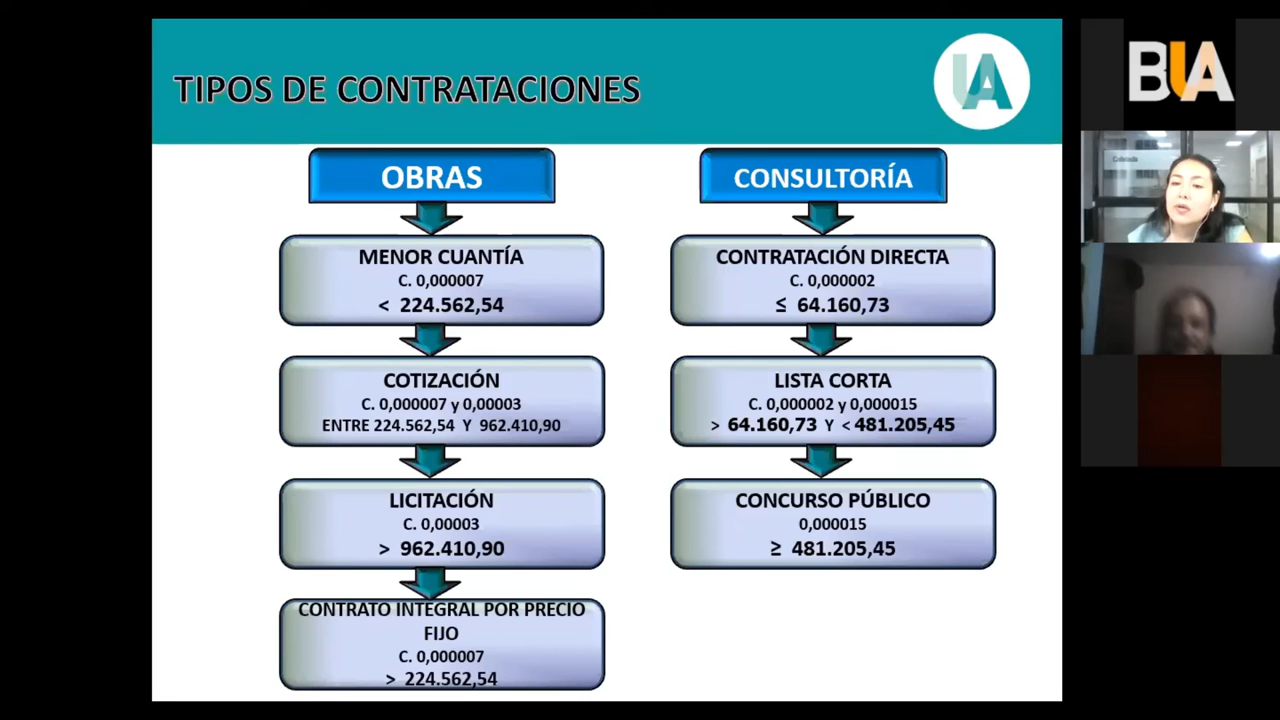 TIPOS DE CONTRATACIONES
UA
OBRAS
MENOR CUANTÍA
C. 0,000007
< 224.562,54
COTIZACIÓN
C. 0,000007 y 0,00003
ENTRE 224.562,54 Y 962.410,90
LICITACIÓN
C. 0,00003
> 962.410,90
CONTRATO INTEGRAL POR PRECIO
FIJO
C. 0,000007
> 224.562,54
CONSULTORÍA
CONTRATACIÓN DIRECTA
C. 0,000002
≤ 64.160,73
LISTA CORTA
C. 0,000002 y 0,000015
> 64.160,73 Y < 481.205,45
CONCURSO PÚBLICO
0,000015
≥ 481.205,45
BUA